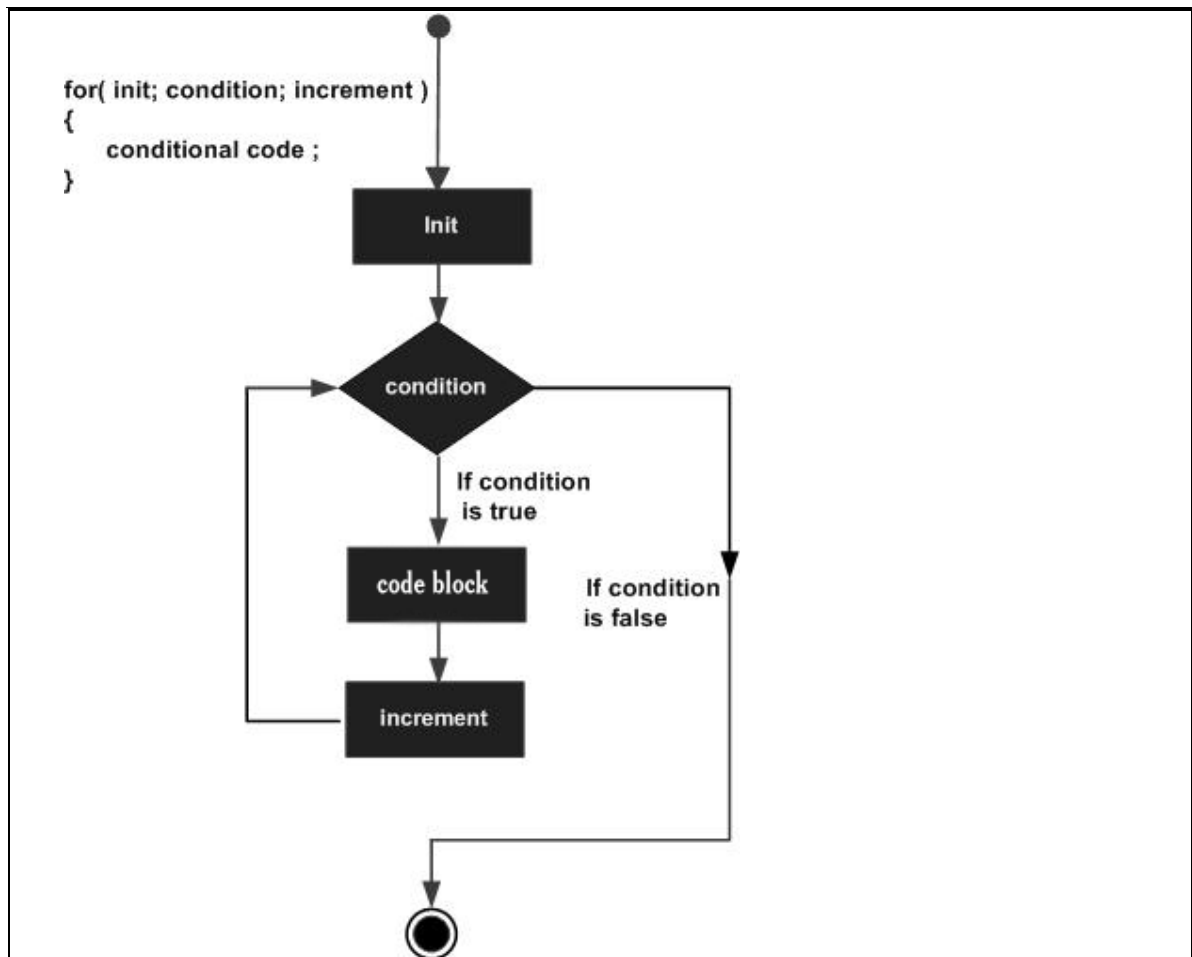 for( init; condition; increment )
{
conditional code ;
}
Init
condition
If condition
is true
code block
If condition
is false
increment